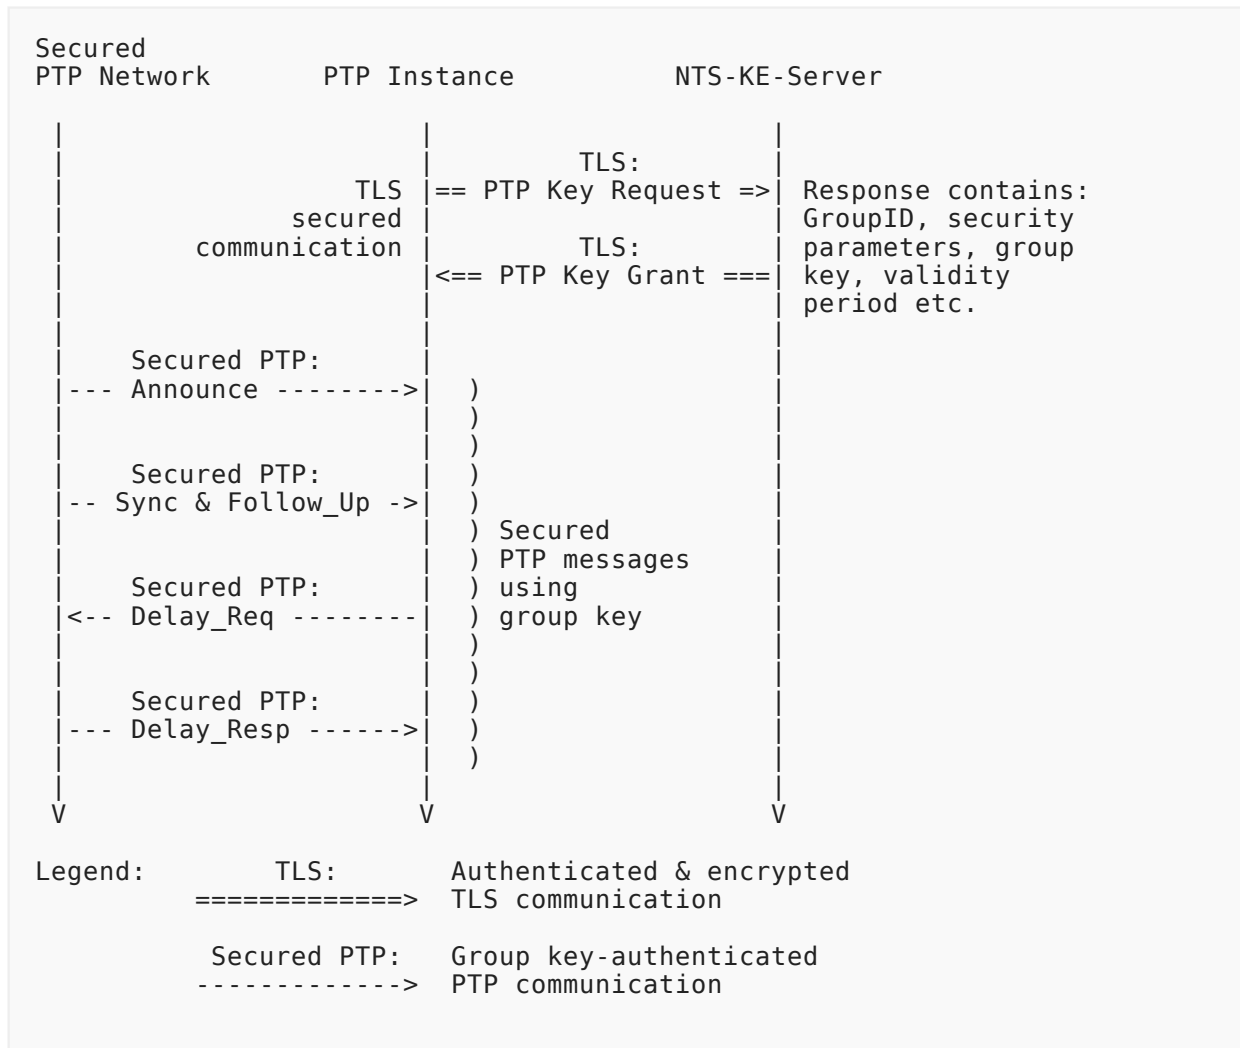 Secured
PTP Network       PTP Instance          NTS-KE-Server
 |                      |                     |
 |                      |         TLS:        |
 |                  TLS |== PTP Key Request =>| Response contains:
 |              secured |                     | GroupID, security
 |        communication |         TLS:        | parameters, group
 |                      |<== PTP Key Grant ===| key, validity
 |                      |                     | period etc.
 |                      |                     |
 |    Secured PTP:      |                     |
 |--- Announce -------->|  )                  |
 |                      |  )                  |
 |                      |  )                  |
 |    Secured PTP:      |  )                  |
 |-- Sync & Follow_Up ->|  )                  |
 |                      |  ) Secured          |
 |                      |  ) PTP messages     |
 |    Secured PTP:      |  ) using            |
 |<-- Delay_Req --------|  ) group key        |
 |                      |  )                  |
 |                      |  )                  |
 |    Secured PTP:      |  )                  |
 |--- Delay_Resp ------>|  )                  |
 |                      |  )                  |
 |                      |                     |
 V                      V                     V
Legend:        TLS:       Authenticated & encrypted
          =============>  TLS communication
           Secured PTP:   Group key-authenticated
          ------------->  PTP communication